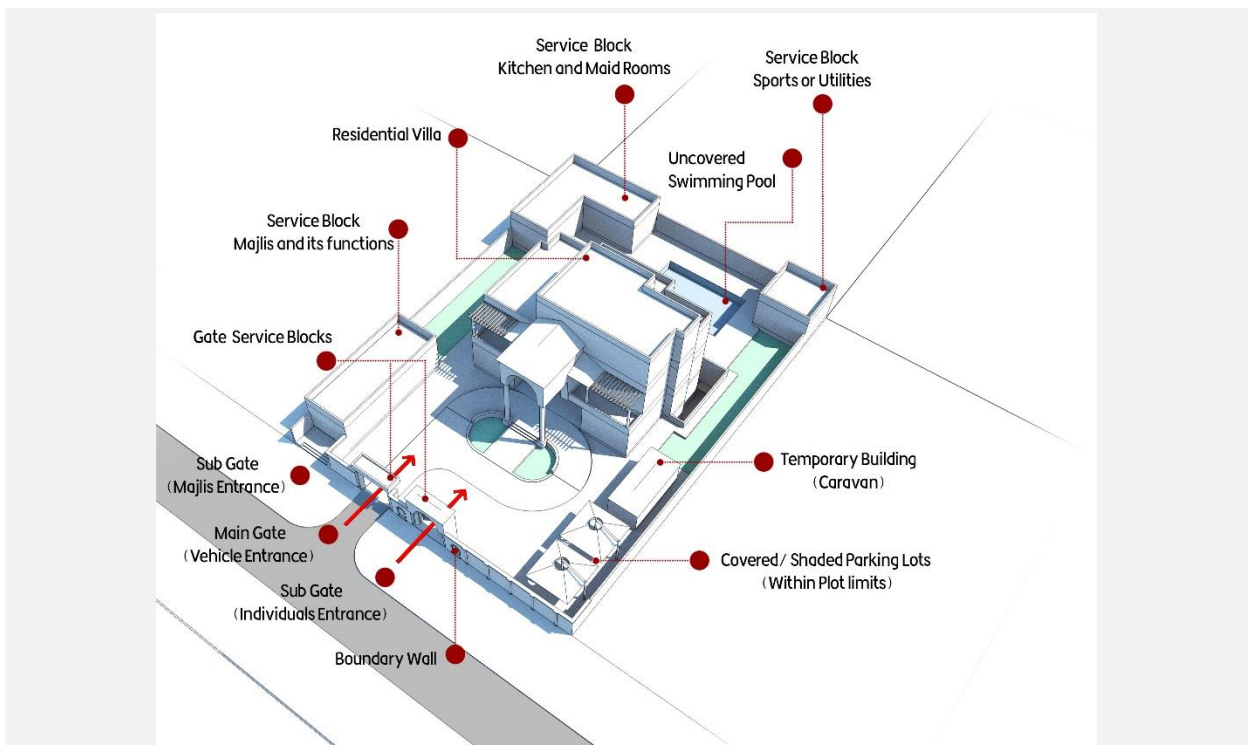 Service Block
Kitchen and Maid Rooms
Service Block
Sports or Utilities
Residential Villa
Uncovered
Swimming Pool
Service Block
Majlis and its functions
Gate Service Blocks
Sub Gate
(Majlis Entrance)
Temporary Building
(Caravan)
Main Gate
(Vehicle Entrance)
Covered/ Shaded Parking Lots
(Within Plot limits)
Sub Gate
(Individuals Entrance)
Boundary Wall